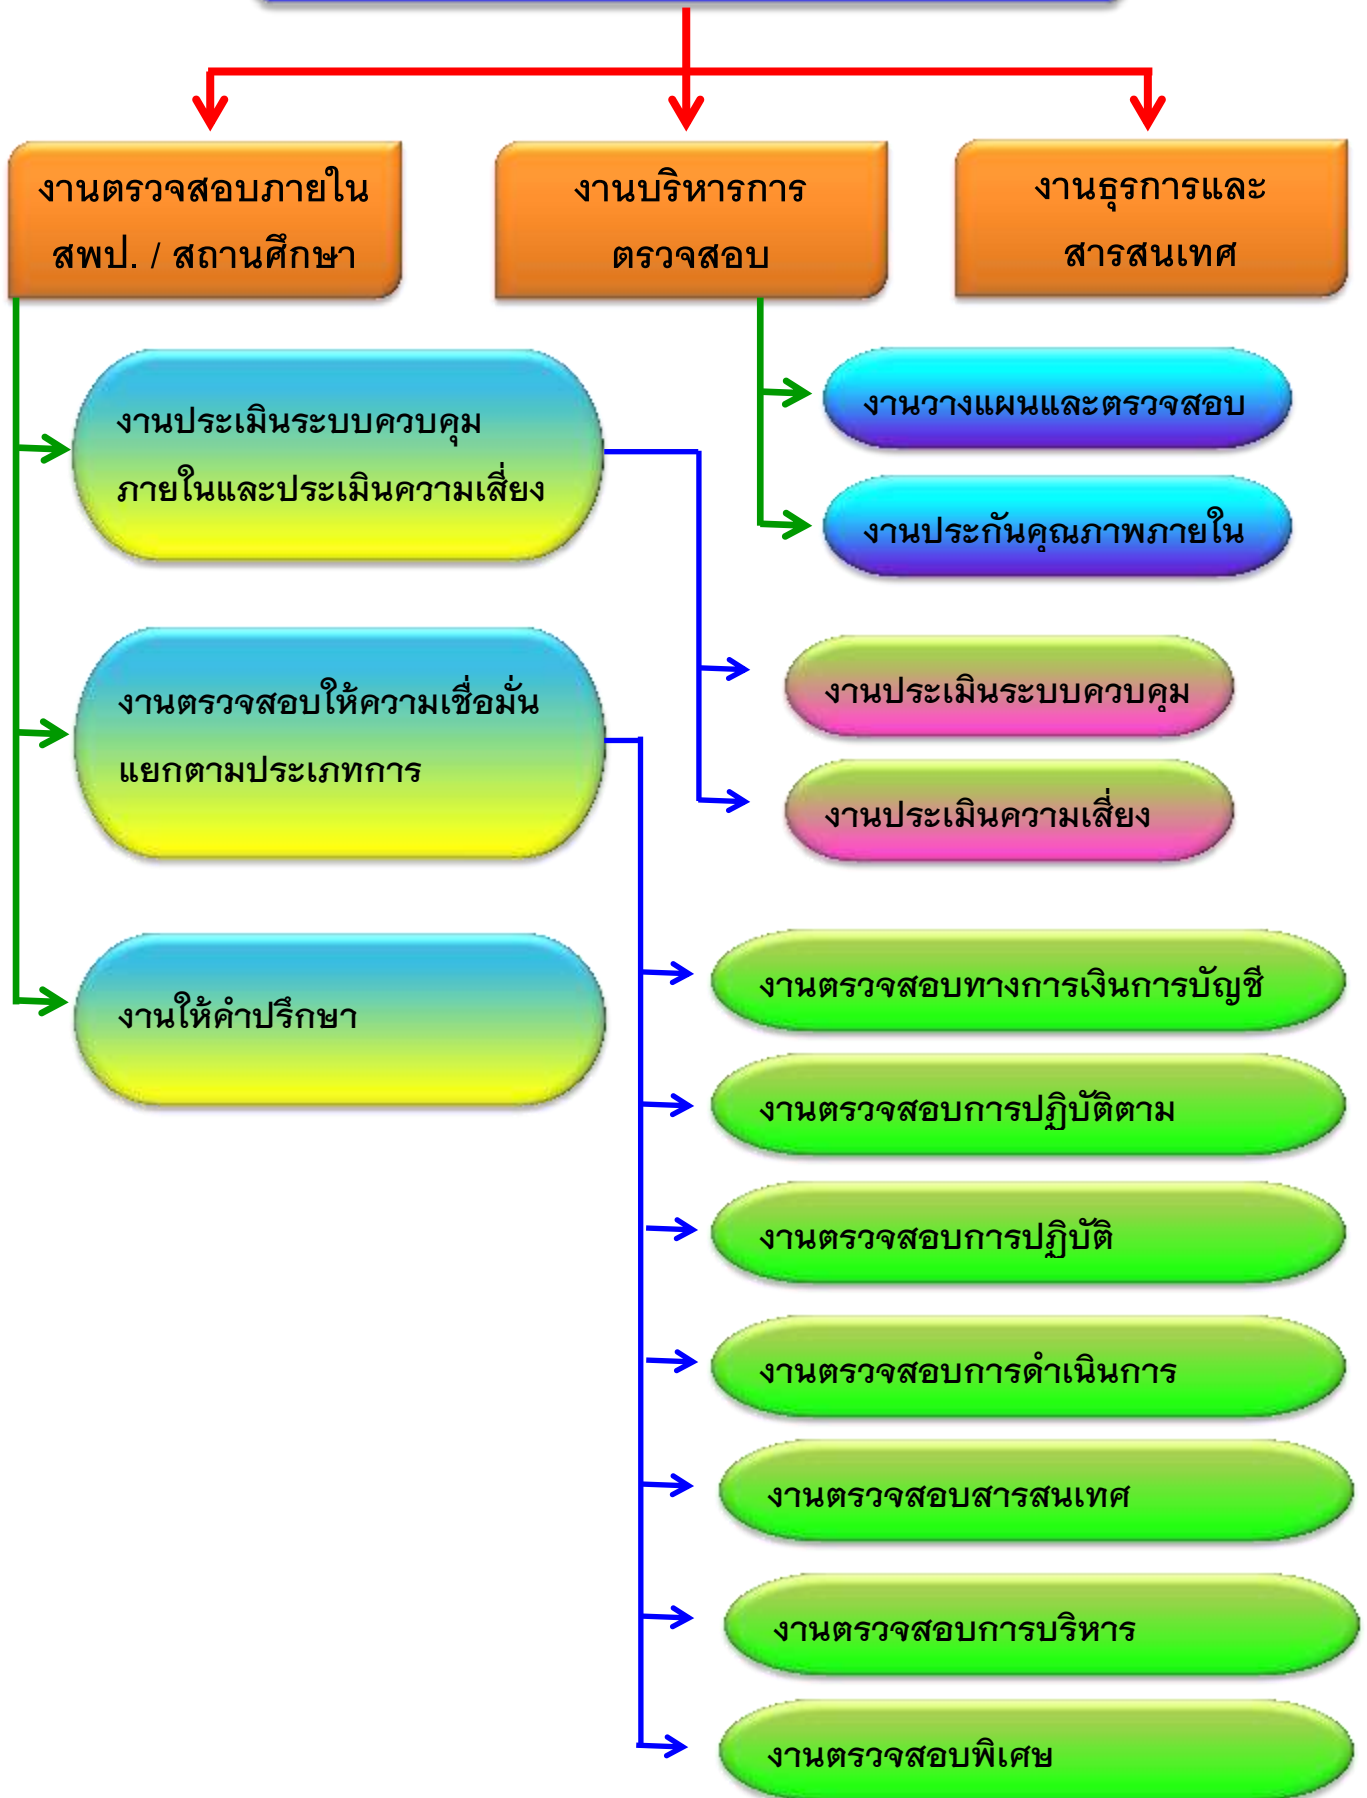 งานตรวจสอบภายใน
สพป. / สถานศึกษา
งานบริหารการ
ตรวจสอบ
งานธุรการและ
สารสนเทศ
งานประเมินระบบควบคุม
ภายในและประเมินความเสี่ยง
งานวางแผนและตรวจสอบ
งานประกันคุณภาพภายใน
งานตรวจสอบให้ความเชื่อมั่น
แยกตามประเภทการ
งานประเมินระบบควบคุม
งานประเมินความเสี่ยง
งานให้คำปรึกษา
งานตรวจสอบทางการเงินการบัญชี
งานตรวจสอบการปฏิบัติตาม
งานตรวจสอบการปฏิบัติ
งานตรวจสอบการดำเนินการ
งานตรวจสอบสารสนเทศ
งานตรวจสอบการบริหาร
งานตรวจสอบพิเศษ